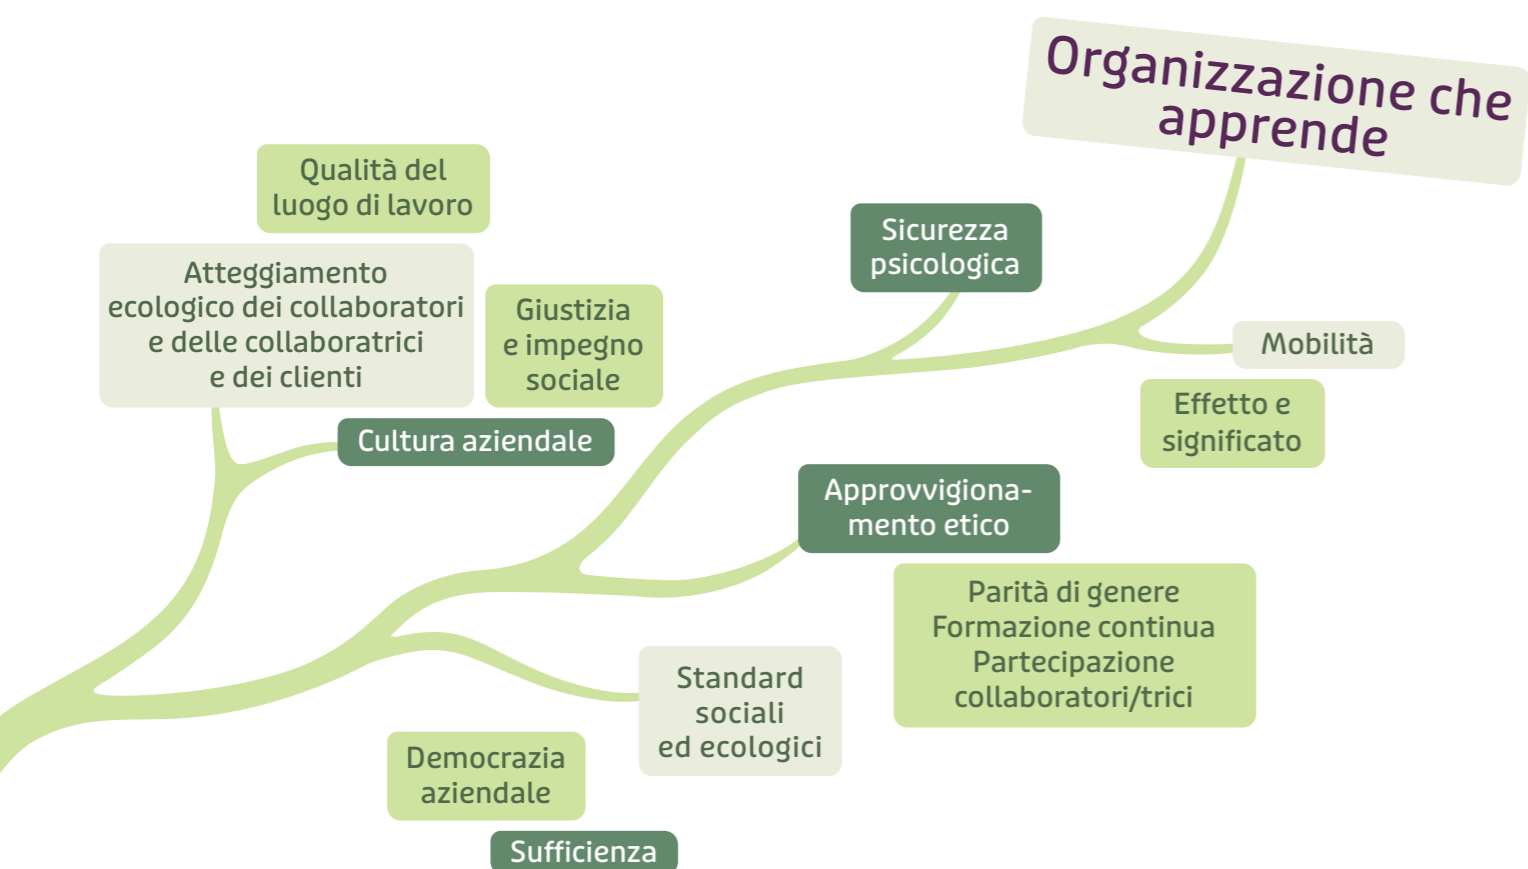 Organizzazione che
apprende
Qualità del
luogo di lavoro
Sicurezza
psicologica
Atteggiamento
ecologico dei collaboratori
e delle collaboratrici
e dei clienti
Giustizia
e impegno
sociale
Mobilità
Effetto e
significato
Cultura aziendale
Approvvigiona-
mento etico
Parità di genere
Formazione continua
Partecipazione
collaboratori/trici
Standard
sociali
ed ecologici
Democrazia
aziendale
Sufficienza